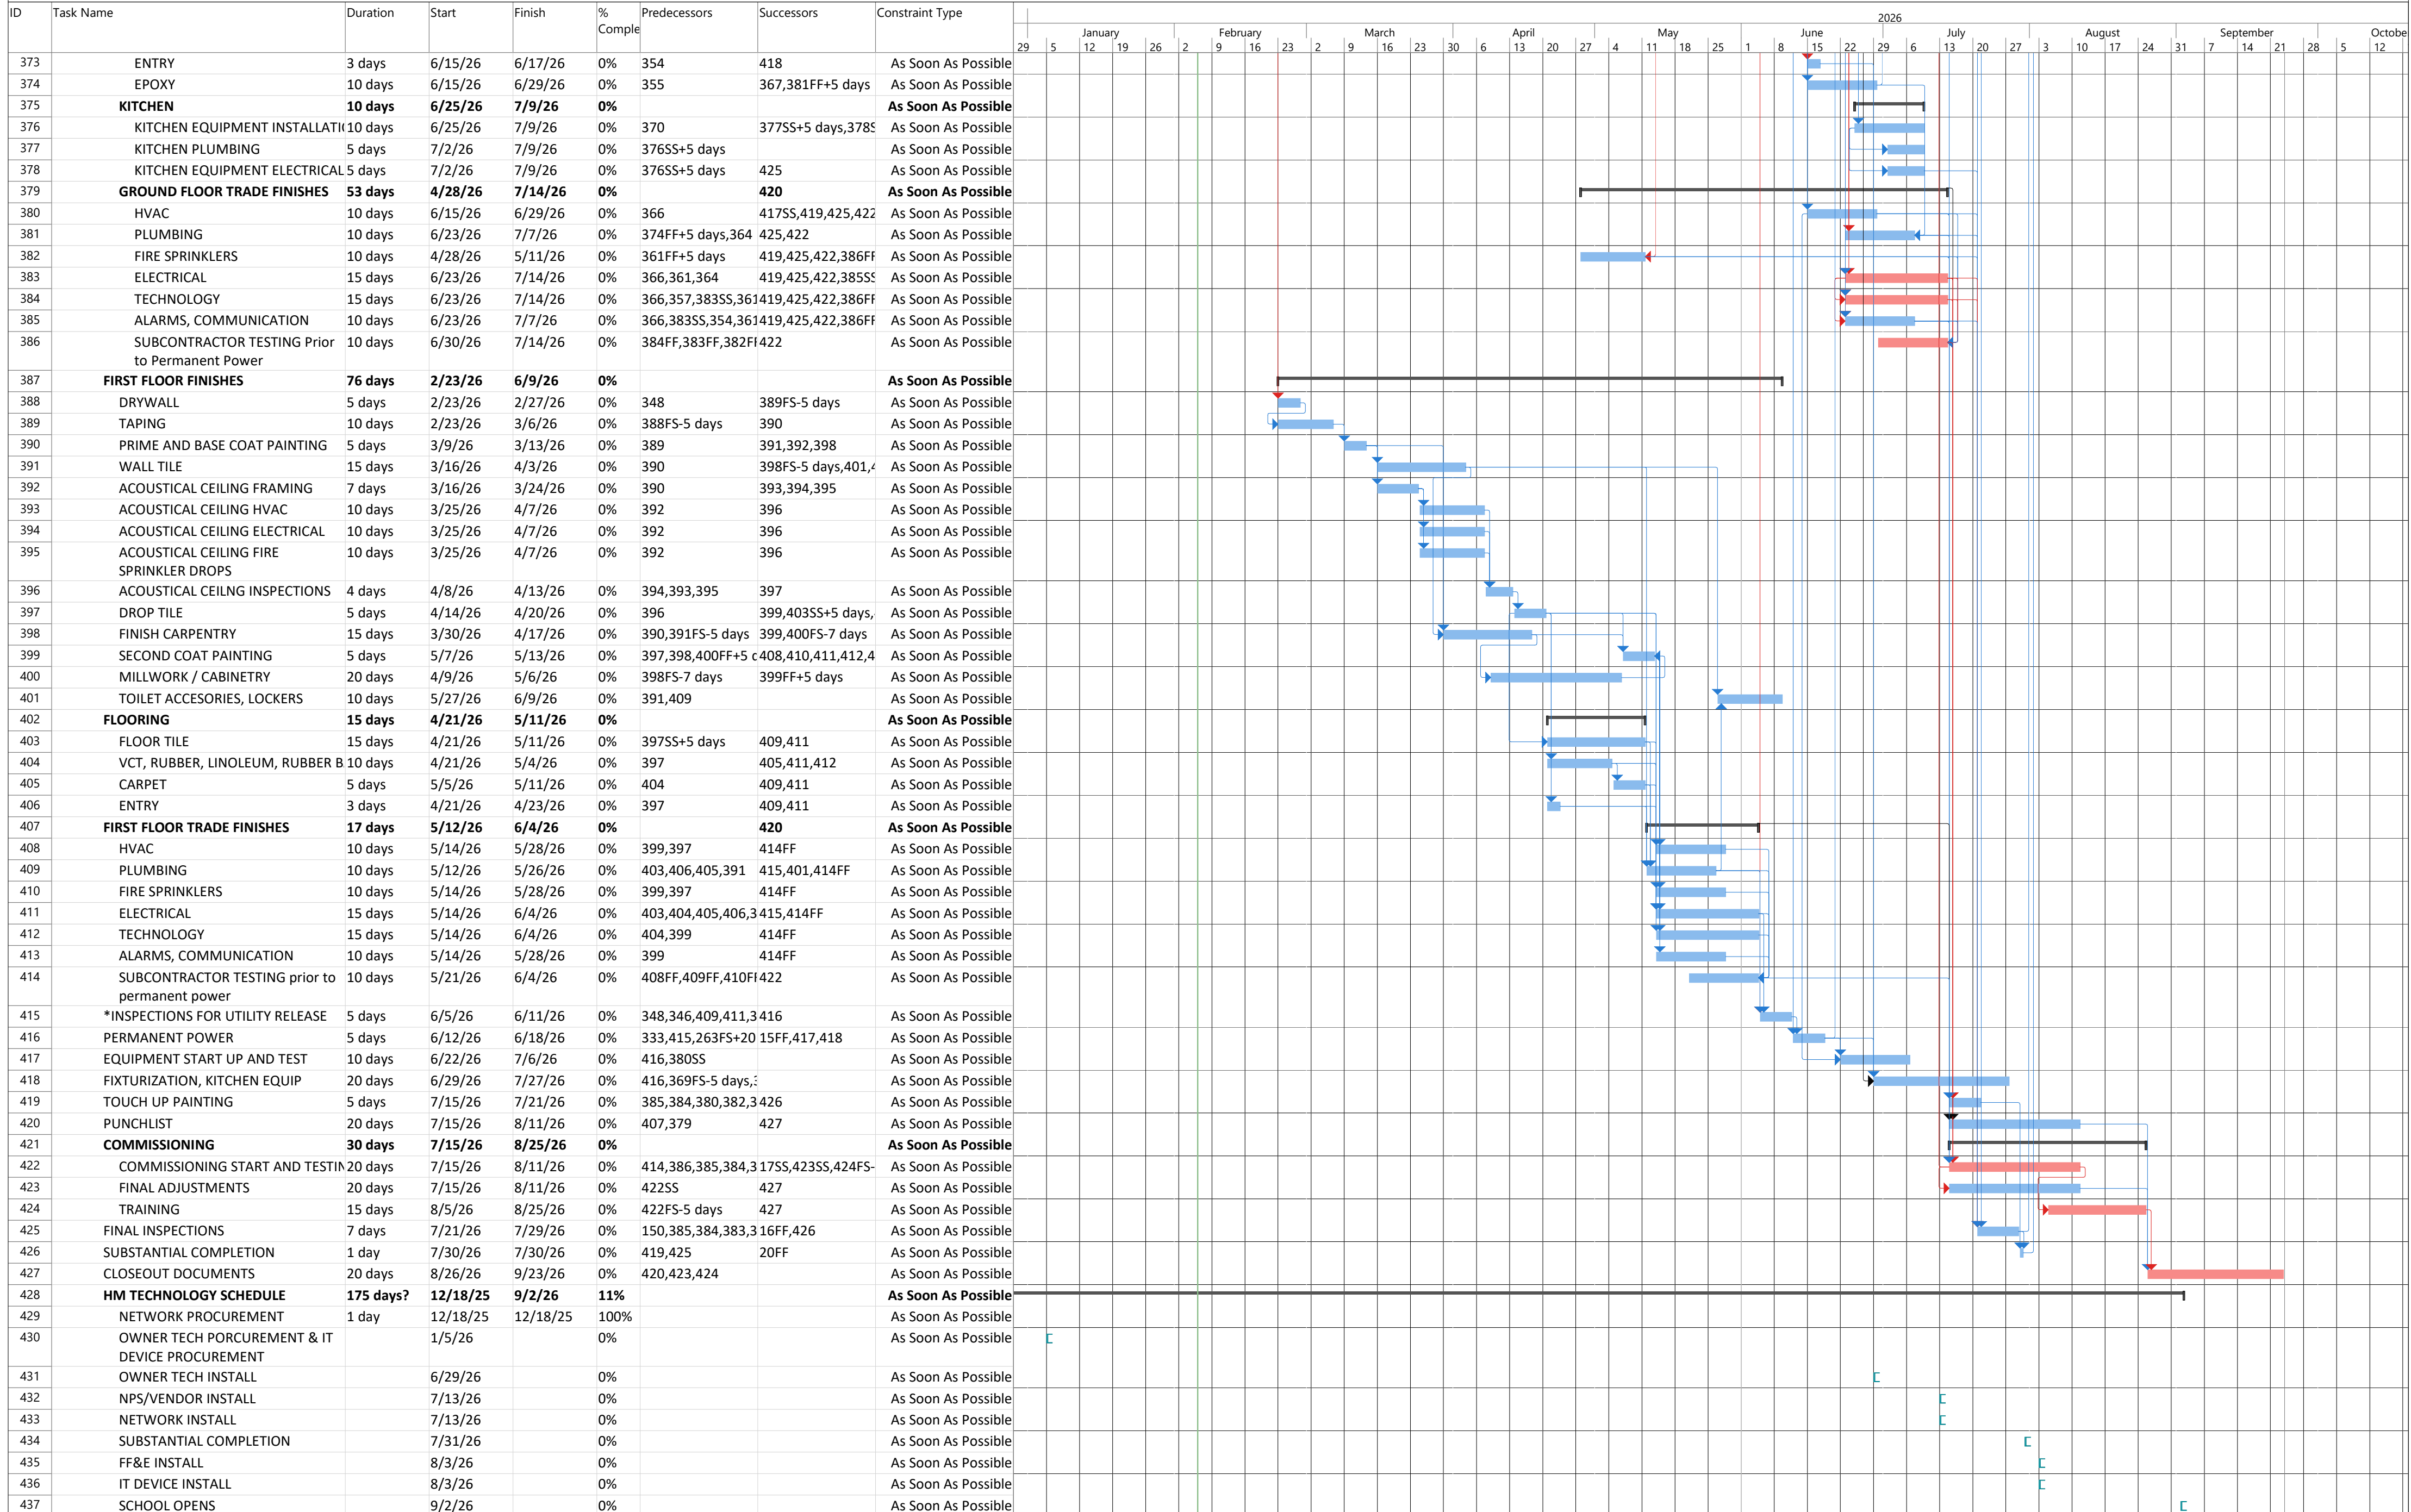 ID Task Name Duration Start Finish % Predecessors Successors Constraint Type
Comple
2026
January February March April May June July August September Octobe
29 5 12 19 26 2 9 16 23 2 9 16 23 30 6 13 20 27 4 11 18 25 1 8 15 22 29 6 13 20 27 3 10 17 24 31 7 14 21 28 5 12
373 ENTRY 3 days 6/15/26 6/17/26 0% 354 418 As Soon As Possible
374 EPOXY 10 days 6/15/26 6/29/26 0% 355 367,381FF+5 days As Soon As Possible
375 KITCHEN 10 days 6/25/26 7/9/26 0% As Soon As Possible
376 KITCHEN EQUIPMENT INSTALLATI 10 days 6/25/26 7/9/26 0% 370 377SS+5 days,378S As Soon As Possible
377 KITCHEN PLUMBING 5 days 7/2/26 7/9/26 0% 376SS+5 days As Soon As Possible
378 KITCHEN EQUIPMENT ELECTRICAL 5 days 7/2/26 7/9/26 0% 376SS+5 days 425 As Soon As Possible
379 GROUND FLOOR TRADE FINISHES 53 days 4/28/26 7/14/26 0% 420 As Soon As Possible
380 HVAC 10 days 6/15/26 6/29/26 0% 366 417SS,419,425,422 As Soon As Possible
381 PLUMBING 10 days 6/23/26 7/7/26 0% 374FF+5 days,364 425,422 As Soon As Possible
382 FIRE SPRINKLERS 10 days 4/28/26 5/11/26 0% 361FF+5 days 419,425,422,386FF As Soon As Possible
383 ELECTRICAL 15 days 6/23/26 7/14/26 0% 366,361,364 419,425,422,385SS As Soon As Possible
384 TECHNOLOGY 15 days 6/23/26 7/14/26 0% 366,357,383SS,361 419,425,422,386FF As Soon As Possible
385 ALARMS, COMMUNICATION 10 days 6/23/26 7/7/26 0% 366,383SS,354,361 419,425,422,386FF As Soon As Possible
386 SUBCONTRACTOR TESTING Prior 10 days 6/30/26 7/14/26 0% 384FF,383FF,382FF 422 As Soon As Possible
to Permanent Power
387 FIRST FLOOR FINISHES 76 days 2/23/26 6/9/26 0% As Soon As Possible
388 DRYWALL 5 days 2/23/26 2/27/26 0% 348 389FS-5 days As Soon As Possible
389 TAPING 10 days 2/23/26 3/6/26 0% 388FS-5 days 390 As Soon As Possible
390 PRIME AND BASE COAT PAINTING 5 days 3/9/26 3/13/26 0% 389 391,392,398 As Soon As Possible
391 WALL TILE 15 days 3/16/26 4/3/26 0% 390 398FS-5 days,401,4 As Soon As Possible
392 ACOUSTICAL CEILING FRAMING 7 days 3/16/26 3/24/26 0% 390 393,394,395 As Soon As Possible
393 ACOUSTICAL CEILING HVAC 10 days 3/25/26 4/7/26 0% 392 396 As Soon As Possible
394 ACOUSTICAL CEILING ELECTRICAL 10 days 3/25/26 4/7/26 0% 392 396 As Soon As Possible
395 ACOUSTICAL CEILING FIRE 10 days 3/25/26 4/7/26 0% 392 396 As Soon As Possible
SPRINKLER DROPS
396 ACOUSTICAL CEILNG INSPECTIONS 4 days 4/8/26 4/13/26 0% 394,393,395 397 As Soon As Possible
397 DROP TILE 5 days 4/14/26 4/20/26 0% 396 399,403SS+5 days, As Soon As Possible
398 FINISH CARPENTRY 15 days 3/30/26 4/17/26 0% 390,391FS-5 days 399,400FS-7 days As Soon As Possible
399 SECOND COAT PAINTING 5 days 5/7/26 5/13/26 0% 397,398,400FF+5 d 408,410,411,412,4 As Soon As Possible
400 MILLWORK / CABINETRY 20 days 4/9/26 5/6/26 0% 398FS-7 days 399FF+5 days As Soon As Possible
401 TOILET ACCESORIES, LOCKERS 10 days 5/27/26 6/9/26 0% 391,409 As Soon As Possible
402 FLOORING 15 days 4/21/26 5/11/26 0% As Soon As Possible
403 FLOOR TILE 15 days 4/21/26 5/11/26 0% 397SS+5 days 409,411 As Soon As Possible
404 VCT, RUBBER, LINOLEUM, RUBBER B 10 days 4/21/26 5/4/26 0% 397 405,411,412 As Soon As Possible
405 CARPET 5 days 5/5/26 5/11/26 0% 404 409,411 As Soon As Possible
406 ENTRY 3 days 4/21/26 4/23/26 0% 397 409,411 As Soon As Possible
407 FIRST FLOOR TRADE FINISHES 17 days 5/12/26 6/4/26 0% 420 As Soon As Possible
408 HVAC 10 days 5/14/26 5/28/26 0% 399,397 414FF As Soon As Possible
409 PLUMBING 10 days 5/12/26 5/26/26 0% 403,406,405,391 415,401,414FF As Soon As Possible
410 FIRE SPRINKLERS 10 days 5/14/26 5/28/26 0% 399,397 414FF As Soon As Possible
411 ELECTRICAL 15 days 5/14/26 6/4/26 0% 403,404,405,406,3 415,414FF As Soon As Possible
412 TECHNOLOGY 15 days 5/14/26 6/4/26 0% 404,399 414FF As Soon As Possible
413 ALARMS, COMMUNICATION 10 days 5/14/26 5/28/26 0% 399 414FF As Soon As Possible
414 SUBCONTRACTOR TESTING prior to 10 days 5/21/26 6/4/26 0% 408FF,409FF,410FF 422 As Soon As Possible
permanent power
415 *INSPECTIONS FOR UTILITY RELEASE 5 days 6/5/26 6/11/26 0% 348,346,409,411,3 416 As Soon As Possible
416 PERMANENT POWER 5 days 6/12/26 6/18/26 0% 333,415,263FS+20 15FF,417,418 As Soon As Possible
417 EQUIPMENT START UP AND TEST 10 days 6/22/26 7/6/26 0% 416,380SS As Soon As Possible
418 FIXTURIZATION, KITCHEN EQUIP 20 days 6/29/26 7/27/26 0% 416,369FS-5 days,3 As Soon As Possible
419 TOUCH UP PAINTING 5 days 7/15/26 7/21/26 0% 385,384,380,382,3 426 As Soon As Possible
420 PUNCHLIST 20 days 7/15/26 8/11/26 0% 407,379 427 As Soon As Possible
421 COMMISSIONING 30 days 7/15/26 8/25/26 0% As Soon As Possible
422 COMMISSIONING START AND TESTIN 20 days 7/15/26 8/11/26 0% 414,386,385,384,3 17SS,423SS,424FS- As Soon As Possible
423 FINAL ADJUSTMENTS 20 days 7/15/26 8/11/26 0% 422SS 427 As Soon As Possible
424 TRAINING 15 days 8/5/26 8/25/26 0% 422FS-5 days 427 As Soon As Possible
425 FINAL INSPECTIONS 7 days 7/21/26 7/29/26 0% 150,385,384,383,3 16FF,426 As Soon As Possible
426 SUBSTANTIAL COMPLETION 1 day 7/30/26 7/30/26 0% 419,425 20FF As Soon As Possible
427 CLOSEOUT DOCUMENTS 20 days 8/26/26 9/23/26 0% 420,423,424 As Soon As Possible
428 HM TECHNOLOGY SCHEDULE 175 days? 12/18/25 9/2/26 11% As Soon As Possible
429 NETWORK PROCUREMENT 1 day 12/18/25 12/18/25 100% As Soon As Possible
430 OWNER TECH PORCUREMENT & IT 1/5/26 0% As Soon As Possible
DEVICE PROCUREMENT
431 OWNER TECH INSTALL 6/29/26 0% As Soon As Possible
432 NPS/VENDOR INSTALL 7/13/26 0% As Soon As Possible
433 NETWORK INSTALL 7/13/26 0% As Soon As Possible
434 SUBSTANTIAL COMPLETION 7/31/26 0% As Soon As Possible
435 FF&E INSTALL 8/3/26 0% As Soon As Possible
436 IT DEVICE INSTALL 8/3/26 0% As Soon As Possible
437 SCHOOL OPENS 9/2/26 0% As Soon As Possible